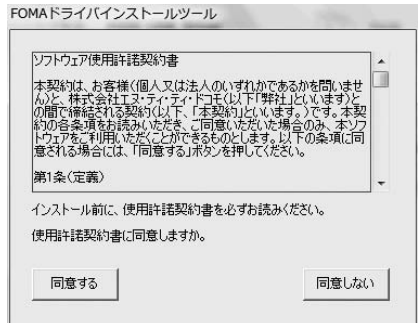 FOMAドライバインストールツール
ソフトウェア使用許諾契約書
本契約は、お客様(個人又は法人のいずれかであるかを問いませ
ん)と、株式会社エヌ・ティ・ティ・ドコモ(以下「弊社」といいます)と
の間で締結される契約(以下、「本契約」といいます。)です。本契
約の各条項をお読みいただき、ご同意いただいた場合のみ、本ソフ
トウェアをご利用いただくことができるものとします。以下の条項に同
意される場合には、「同意する」ボタンを押してください。
第1条(定義)
インストール前に、使用許諾契約書を必ずお読みください。
使用許諾契約書に同意しますか。
同意する
同意しない